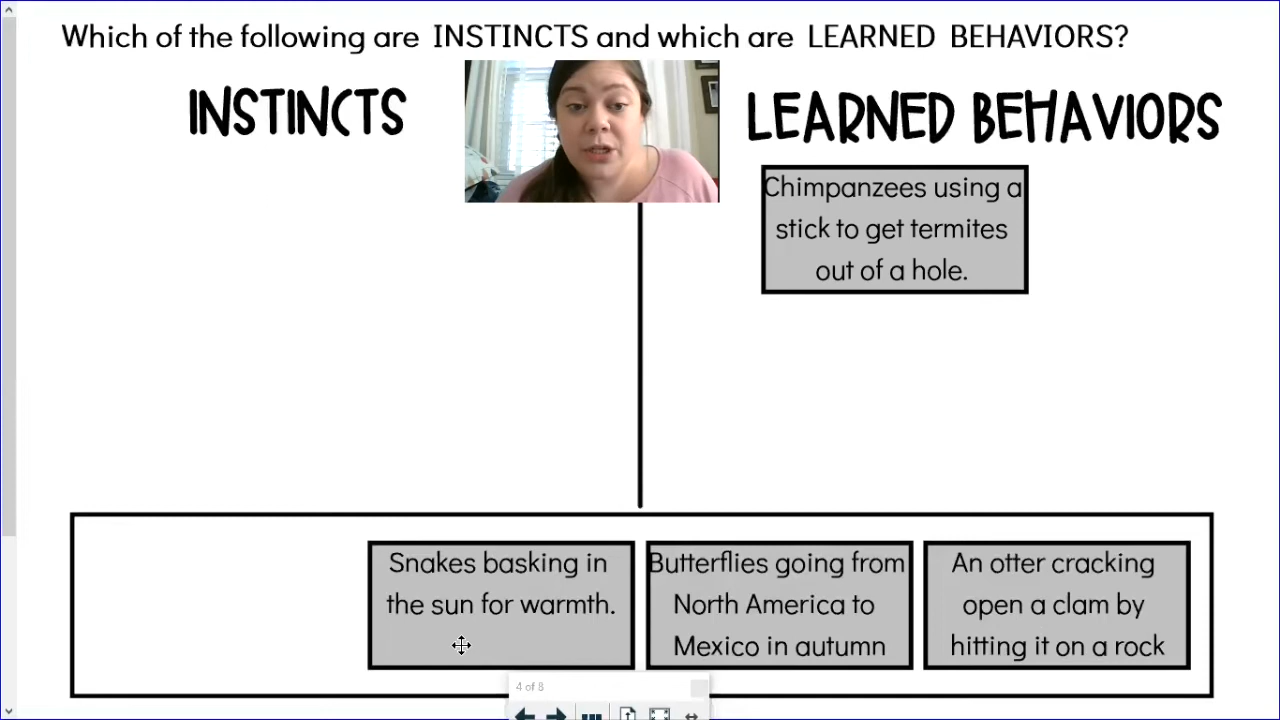 Which of the following are INSTINCTS and which are LEARNED BEHAVIORS?
INSTINCTS
LEARNED BEHAVIORS
Chimpanzees using a
stick to get termites
out of a hole.
Snakes basking in
the sun for warmth.
Butterflies going from
North America to
Mexico in autumn
An otter cracking
open a clam by
hitting it on a rock
4 of 8